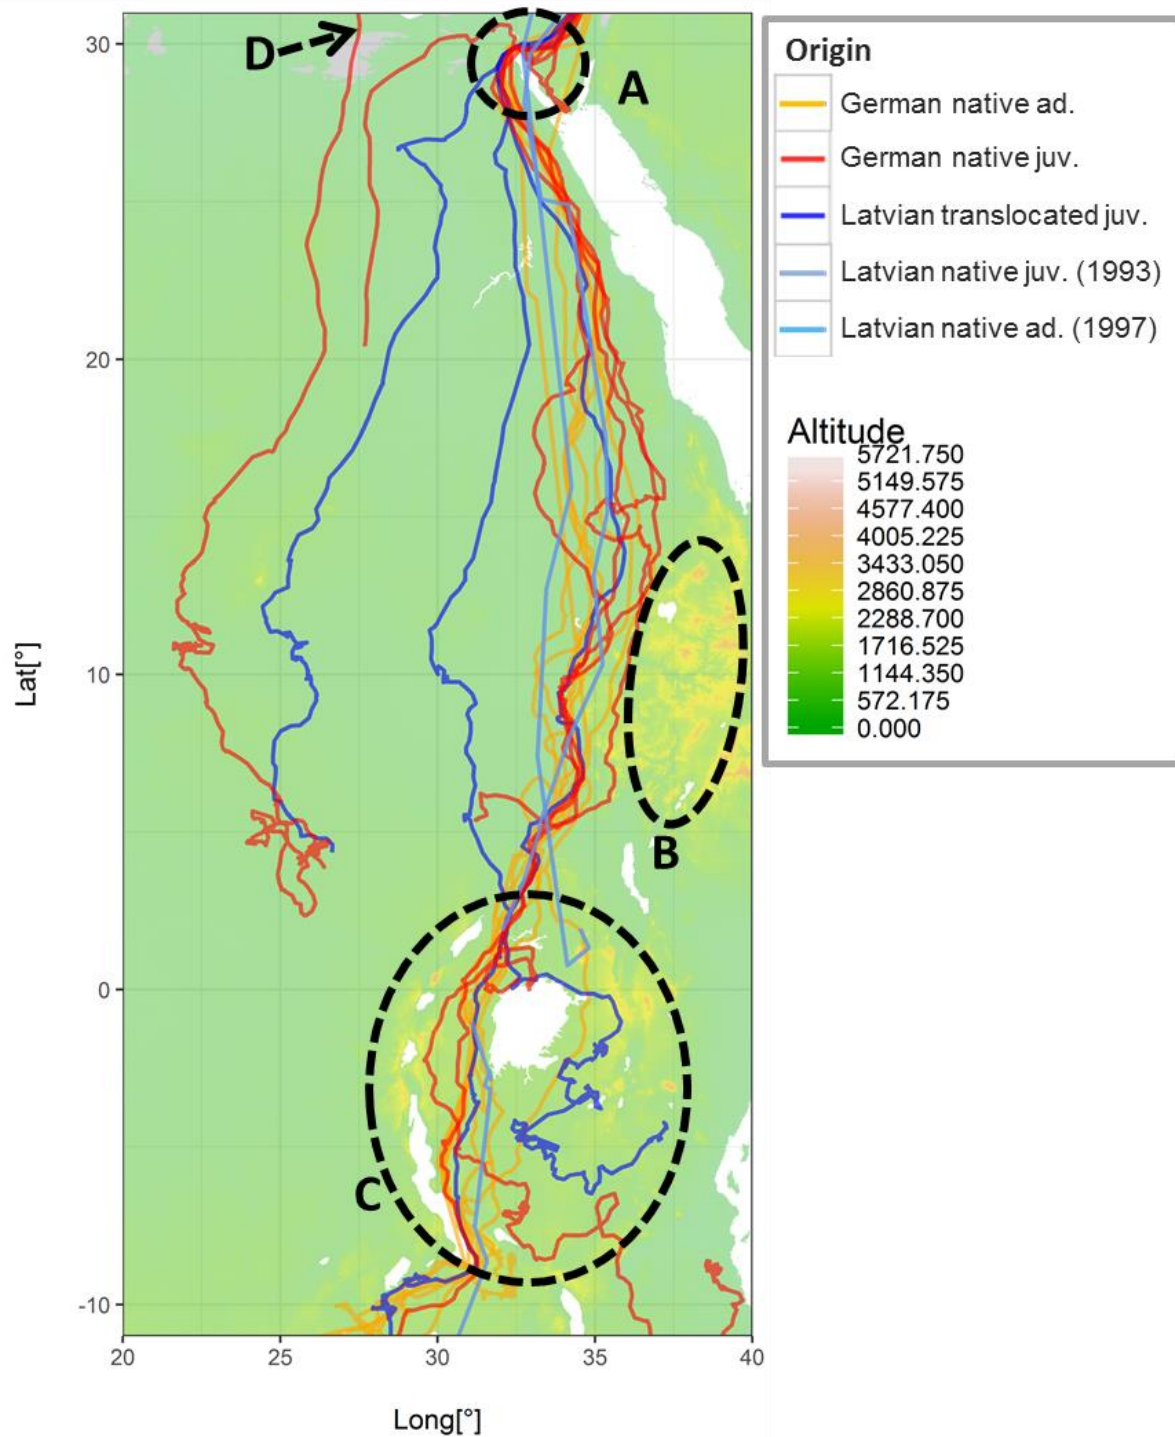 30
20
10
0
-10
20
25
30
35
40
Lat[°]
Long[°]
A
B
C
D
Origin
German native ad.
German native juv.
Latvian translocated juv.
Latvian native juv. (1993)
Latvian native ad. (1997)
Altitude
5721.750
5149.575
4577.400
4005.225
3433.050
2860.875
2288.700
1716.525
1144.350
572.175
0.000